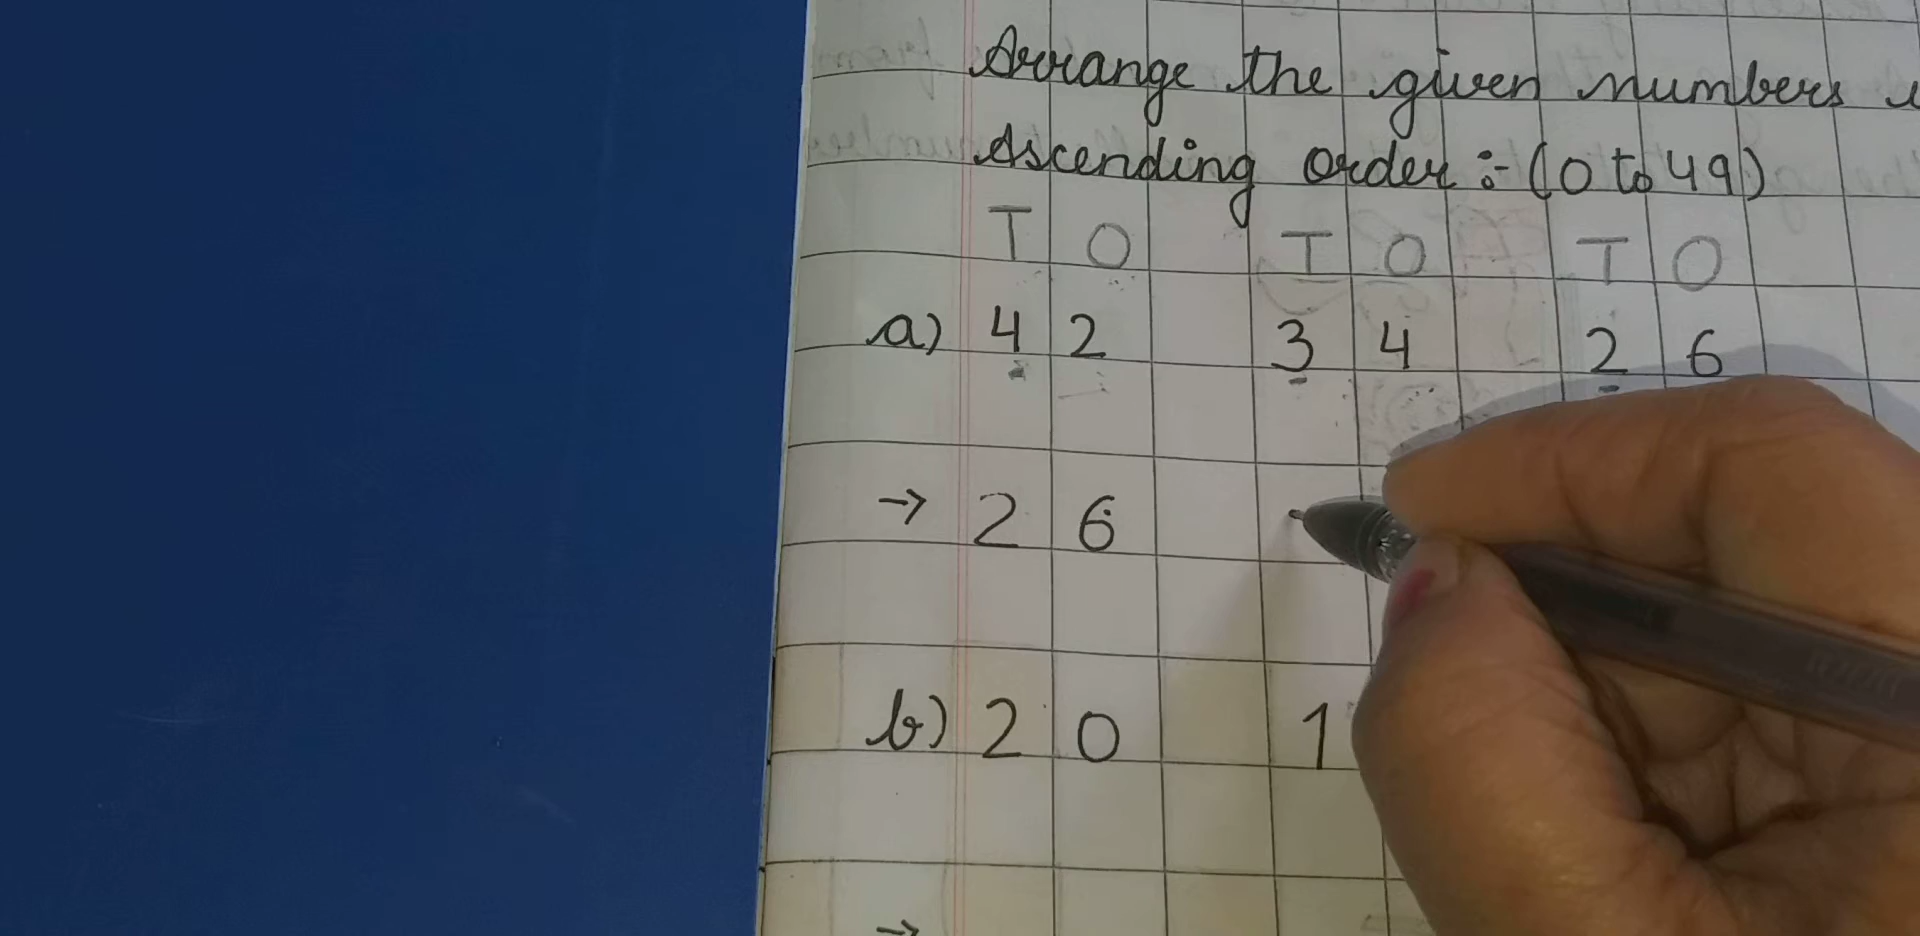 Arrange the given numbers
Ascending order :- (0 to 49)
T O T O T O
a) 4 2 3 4 2 6
→ 2 6
b) 2 0 1
→